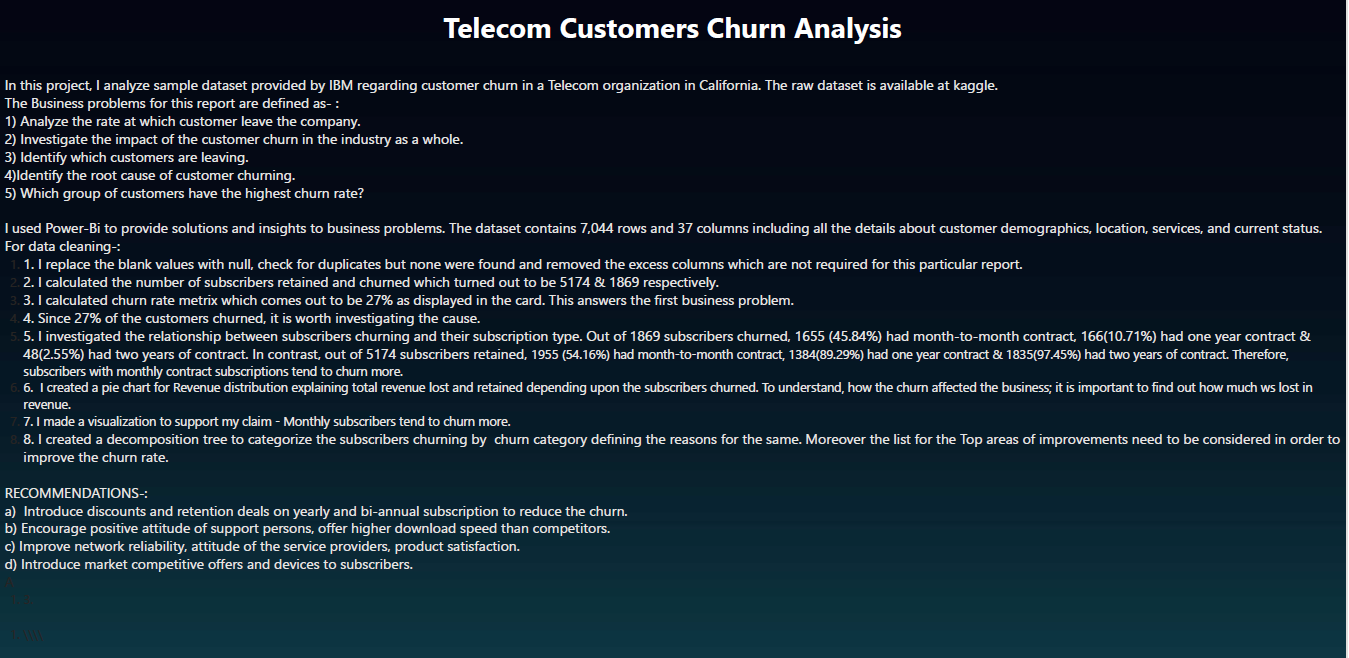 Telecom Customers Churn Analysis
In this project, I analyze sample dataset provided by IBM regarding customer churn in a Telecom organization in California. The raw dataset is available at kaggle.
The Business problems for this report are defined as- :
1) Analyze the rate at which customer leave the company.
2) Investigate the impact of the customer churn in the industry as a whole.
3) Identify which customers are leaving.
4)Identify the root cause of customer churning.
5) Which group of customers have the highest churn rate?
I used Power-Bi to provide solutions and insights to business problems. The dataset contains 7,044 rows and 37 columns including all the details about customer demographics, location, services, and current status.
For data cleaning-:
1. 1. I replace the blank values with null, check for duplicates but none were found and removed the excess columns which are not required for this particular report.
2. 2. I calculated the number of subscribers retained and churned which turned out to be 5174 & 1869 respectively.
3. 3. I calculated churn rate metrix which comes out to be 27% as displayed in the card. This answers the first business problem.
4. 4. Since 27% of the customers churned, it is worth investigating the cause.
5. 5. I investigated the relationship between subscribers churning and their subscription type. Out of 1869 subscribers churned, 1655 (45.84%) had month-to-month contract, 166(10.71%) had one year contract &
48(2.55%) had two years of contract. In contrast, out of 5174 subscribers retained, 1955 (54.16%) had month-to-month contract, 1384(89.29%) had one year contract & 1835(97.45%) had two years of contract. Therefore,
subscribers with monthly contract subscriptions tend to churn more.
6. 6. I created a pie chart for Revenue distribution explaining total revenue lost and retained depending upon the subscribers churned. To understand, how the churn affected the business; it is important to find out how much ws lost in
revenue.
7. 7. I made a visualization to support my claim - Monthly subscribers tend to churn more.
8. 8. I created a decomposition tree to categorize the subscribers churning by churn category defining the reasons for the same. Moreover the list for the Top areas of improvements need to be considered in order to
improve the churn rate.
RECOMMENDATIONS-:
a) Introduce discounts and retention deals on yearly and bi-annual subscription to reduce the churn.
b) Encourage positive attitude of support persons, offer higher download speed than competitors.
c) Improve network reliability, attitude of the service providers, product satisfaction.
d) Introduce market competitive offers and devices to subscribers.